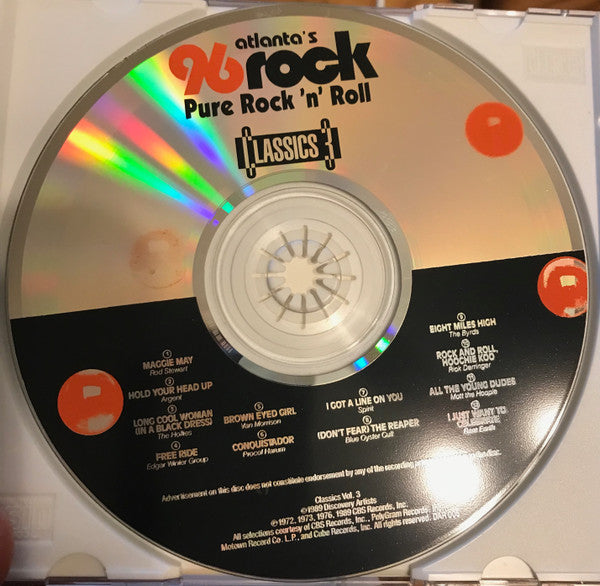 atlanta's
96 rock
Pure Rock 'n' Roll
CLASSICS 3
1
MAGGIE MAY
Rod Stewart
2
HOLD YOUR HEAD UP
Argent
3
LONG COOL WOMAN
(IN A BLACK DRESS)
The Hollies
4
FREE RIDE
Edgar Winter Group
5
BROWN EYED GIRL
Van Morrison
6
CONQUISTADOR
Procol Harum
7
I GOT A LINE ON YOU
Spirit
8
(DON'T FEAR) THE REAPER
Blue Oyster Cult
9
EIGHT MILES HIGH
The Byrds
10
ROCK AND ROLL
HOOCHIE KOO
Rick Derringer
11
ALL THE YOUNG DUDES
Mott the Hoople
12
I JUST WANT TO
CELEBRATE
Rare Earth
Advertisement on this disc does not constitute endorsement by any of the recording
Classics Vol. 3
©1989 Discovery Artists
℗1972, 1973, 1976, 1989 CBS Records, Inc.
All selections courtesy of CBS Records, Inc., PolyGram Records,
Motown Record Co. L.P., and Cube Records, Inc. All rights reserved. DAR 005